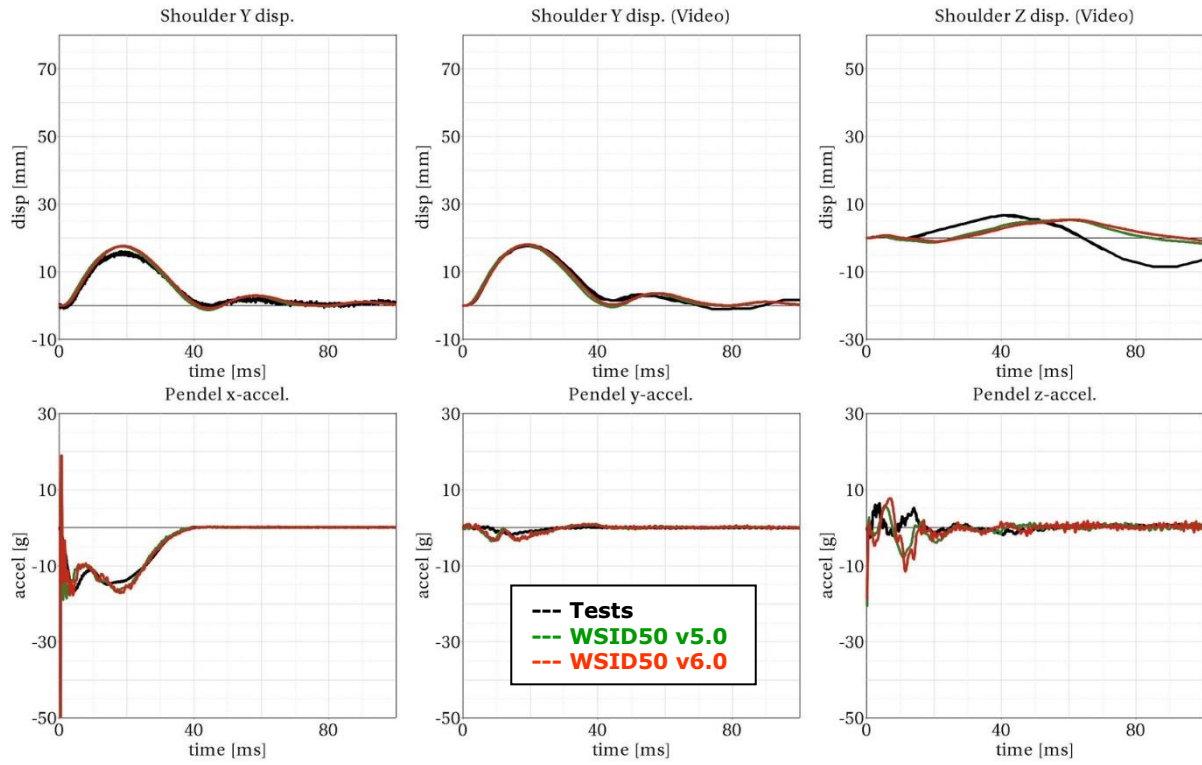 Shoulder Y disp.
Shoulder Y disp. (Video)
Shoulder Z disp. (Video)
70
50
30
10
-10
disp [mm]
0
40
80
time [ms]
70
50
30
10
-10
disp [mm]
0
40
80
time [ms]
50
30
10
-10
-30
disp [mm]
0
40
80
time [ms]
Pendel x-accel.
Pendel y-accel.
Pendel z-accel.
30
10
-10
-30
-50
accel [g]
0
40
80
time [ms]
30
10
-10
-30
-50
accel [g]
0
40
80
time [ms]
30
10
-10
-30
-50
accel [g]
0
40
80
time [ms]
--- Tests
--- WSID50 v5.0
--- WSID50 v6.0